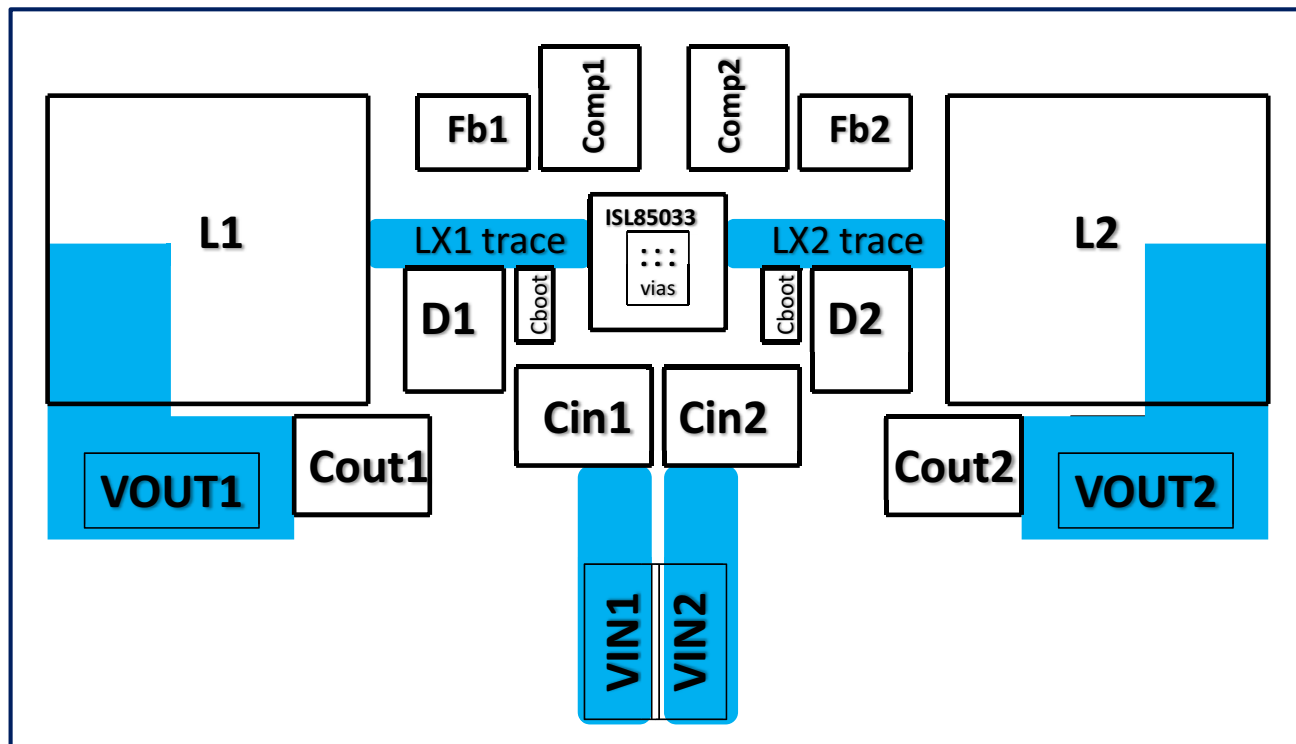 Comp1
Comp2
Fb1
Fb2
L1
LX1 trace
ISL85033
vias
LX2 trace
L2
D1
Cboot
Cboot
D2
Cin1
Cin2
Cout1
Cout2
VOUT1
VOUT2
VIN1
VIN2